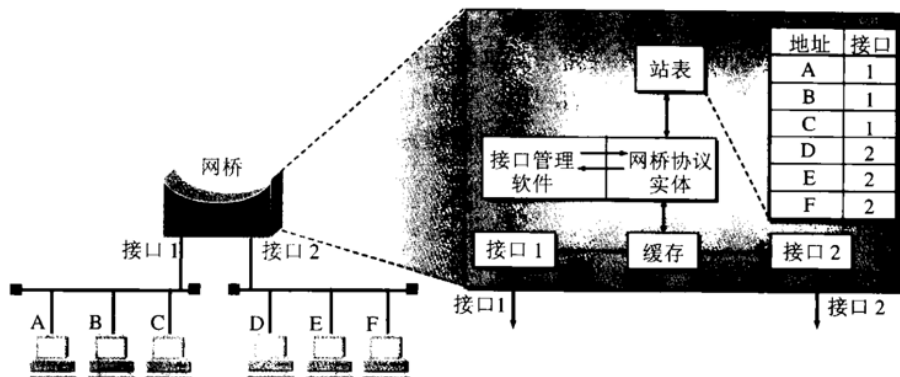 网桥
接口 1
接口 2
A
B
C
D
E
F
站表
接口管理
软件
网桥协议
实体
接口 1
缓存
接口 2
接口1
接口 2
地址 接口
A 1
B 1
C 1
D 2
E 2
F 2